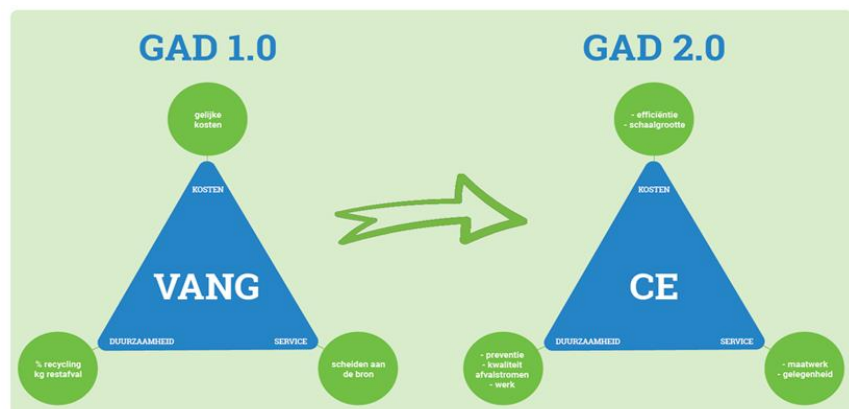 GAD 1.0
gelijke
kosten
KOSTEN
VANG
DUURZAAMHEID
SERVICE
% recycling
kg restafval
scheiden aan
de bron
GAD 2.0
- efficiëntie
- schaalgrootte
KOSTEN
CE
DUURZAAMHEID
SERVICE
- preventie
- kwaliteit
afvalstromen
- werk
- maatwerk
- gelegenheid